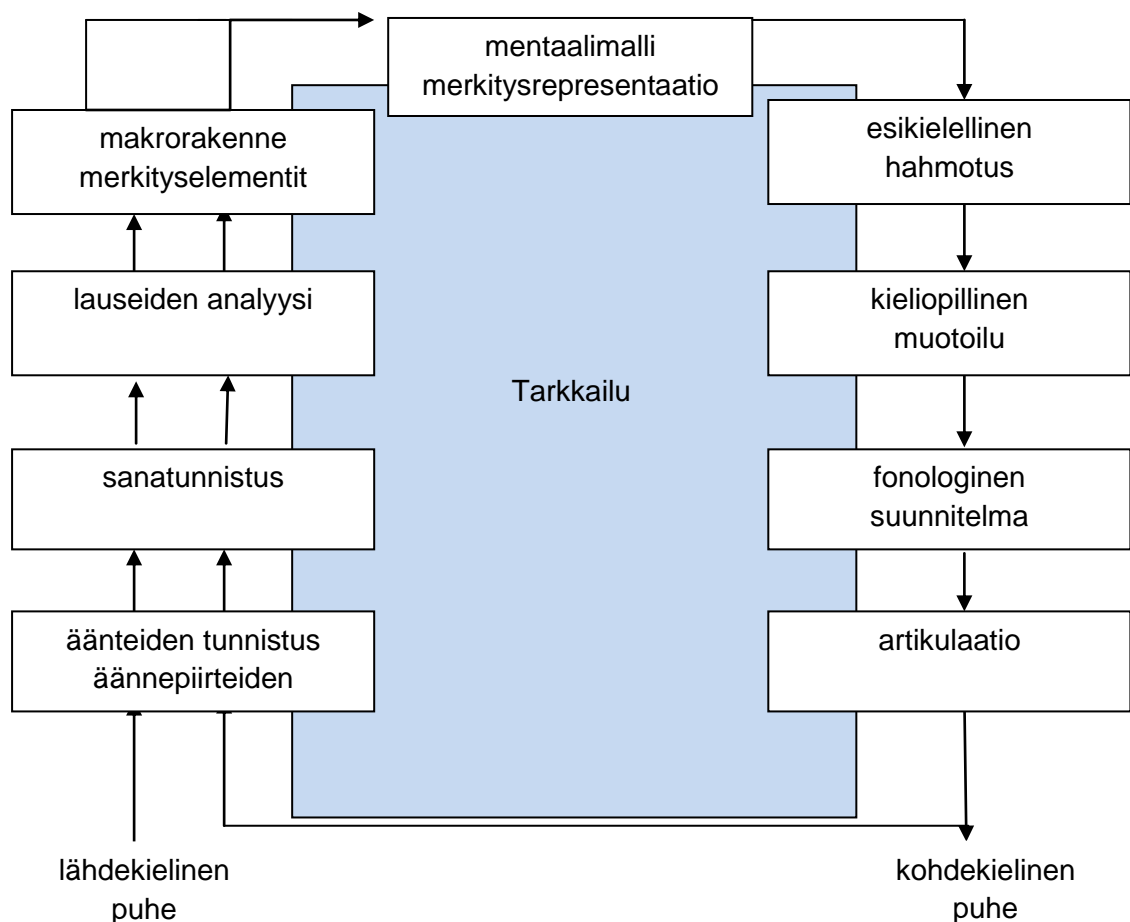 mentaalimalli
merkitysrepresentaatio
makrorakenne
merkityselementit
esikielellinen
hahmotus
lauseiden analyysi
kieliopillinen
muotoilu
Tarkkailu
sanatunnistus
fonologinen
suunnitelma
äänteiden tunnistus
äännepiirteiden
artikulaatio
lähdekielinen
puhe
kohdekielinen
puhe